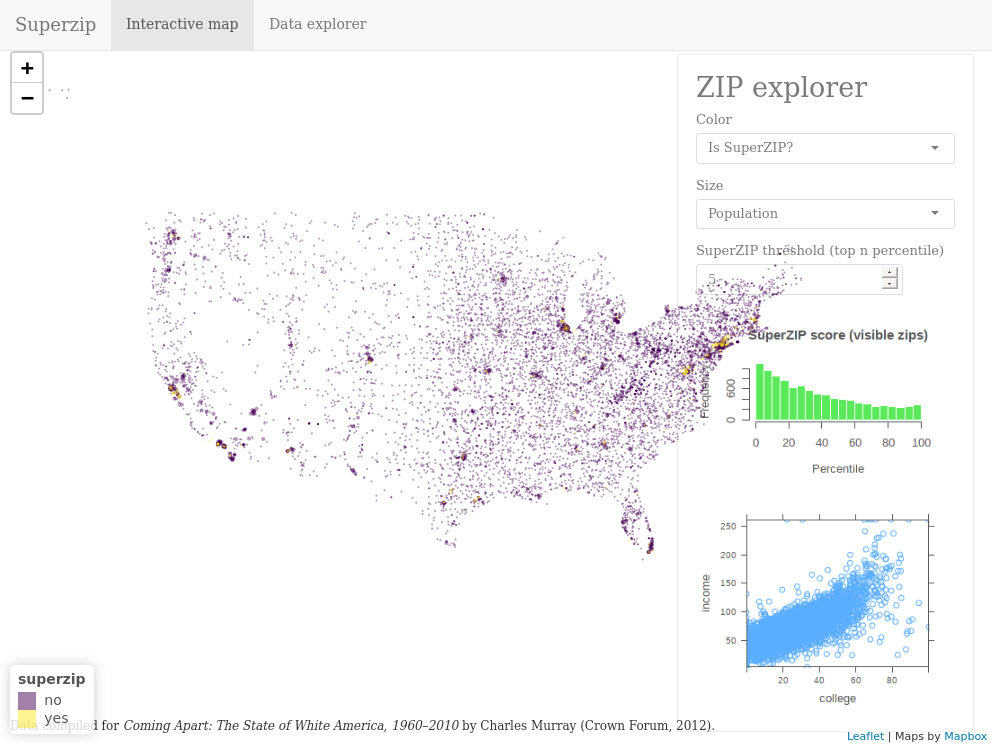 Superzip
Interactive map
Data explorer
+
−
ZIP explorer
Color
Is SuperZIP?
Size
Population
SuperZIP threshold (top n percentile)
5
SuperZIP score (visible zips)
Frequency
0
600
0 20 40 60 80 100
Percentile
250
200
150
100
50
income
20 40 60 80
college
superzip
no
yes
Data compiled for Coming Apart: The State of White America, 1960–2010 by Charles Murray (Crown Forum, 2012).
Leaflet | Maps by Mapbox